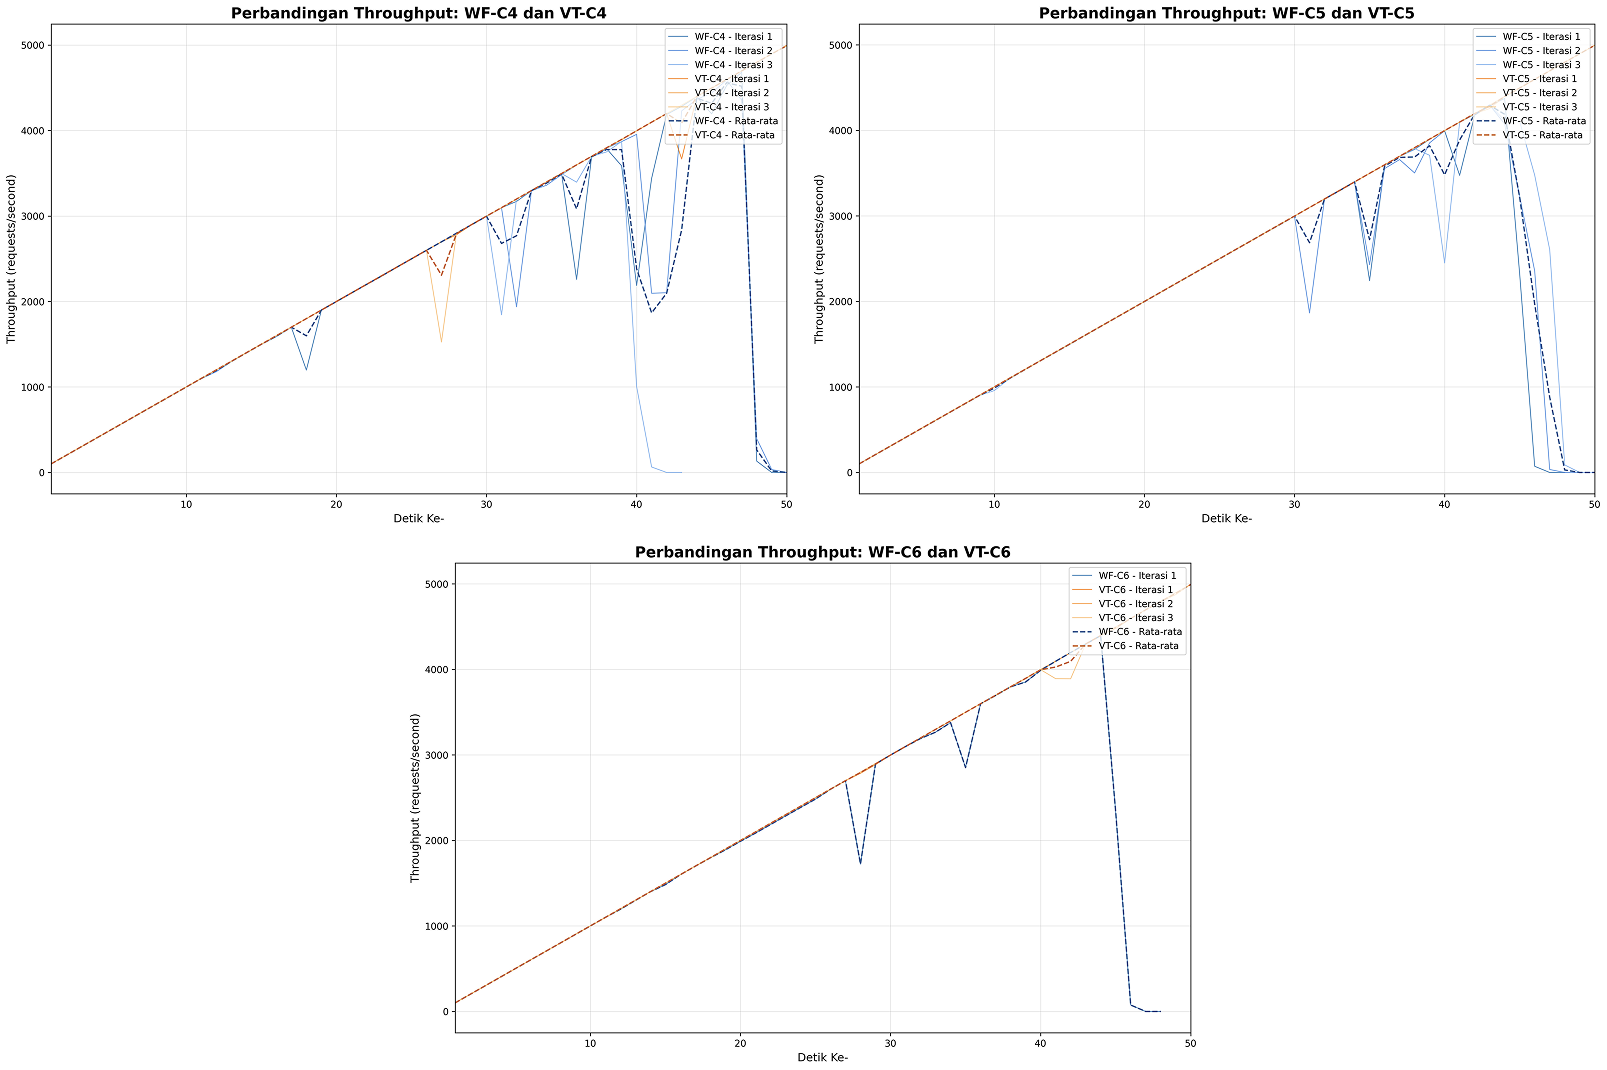 Perbandingan Throughput: WF-C4 dan VT-C4
5000
4000
3000
2000
1000
0
Throughput (requests/second)
WF-C4 - Iterasi 1
WF-C4 - Iterasi 2
WF-C4 - Iterasi 3
VT-C4 - Iterasi 1
VT-C4 - Iterasi 2
VT-C4 - Iterasi 3
WF-C4 - Rata-rata
VT-C4 - Rata-rata
10
20
30
40
50
Detik Ke-
Perbandingan Throughput: WF-C5 dan VT-C5
5000
4000
3000
2000
1000
0
Throughput (requests/second)
WF-C5 - Iterasi 1
WF-C5 - Iterasi 2
WF-C5 - Iterasi 3
VT-C5 - Iterasi 1
VT-C5 - Iterasi 2
VT-C5 - Iterasi 3
WF-C5 - Rata-rata
VT-C5 - Rata-rata
10
20
30
40
50
Detik Ke-
Perbandingan Throughput: WF-C6 dan VT-C6
5000
4000
3000
2000
1000
0
Throughput (requests/second)
WF-C6 - Iterasi 1
VT-C6 - Iterasi 1
VT-C6 - Iterasi 2
VT-C6 - Iterasi 3
WF-C6 - Rata-rata
VT-C6 - Rata-rata
10
20
30
40
50
Detik Ke-